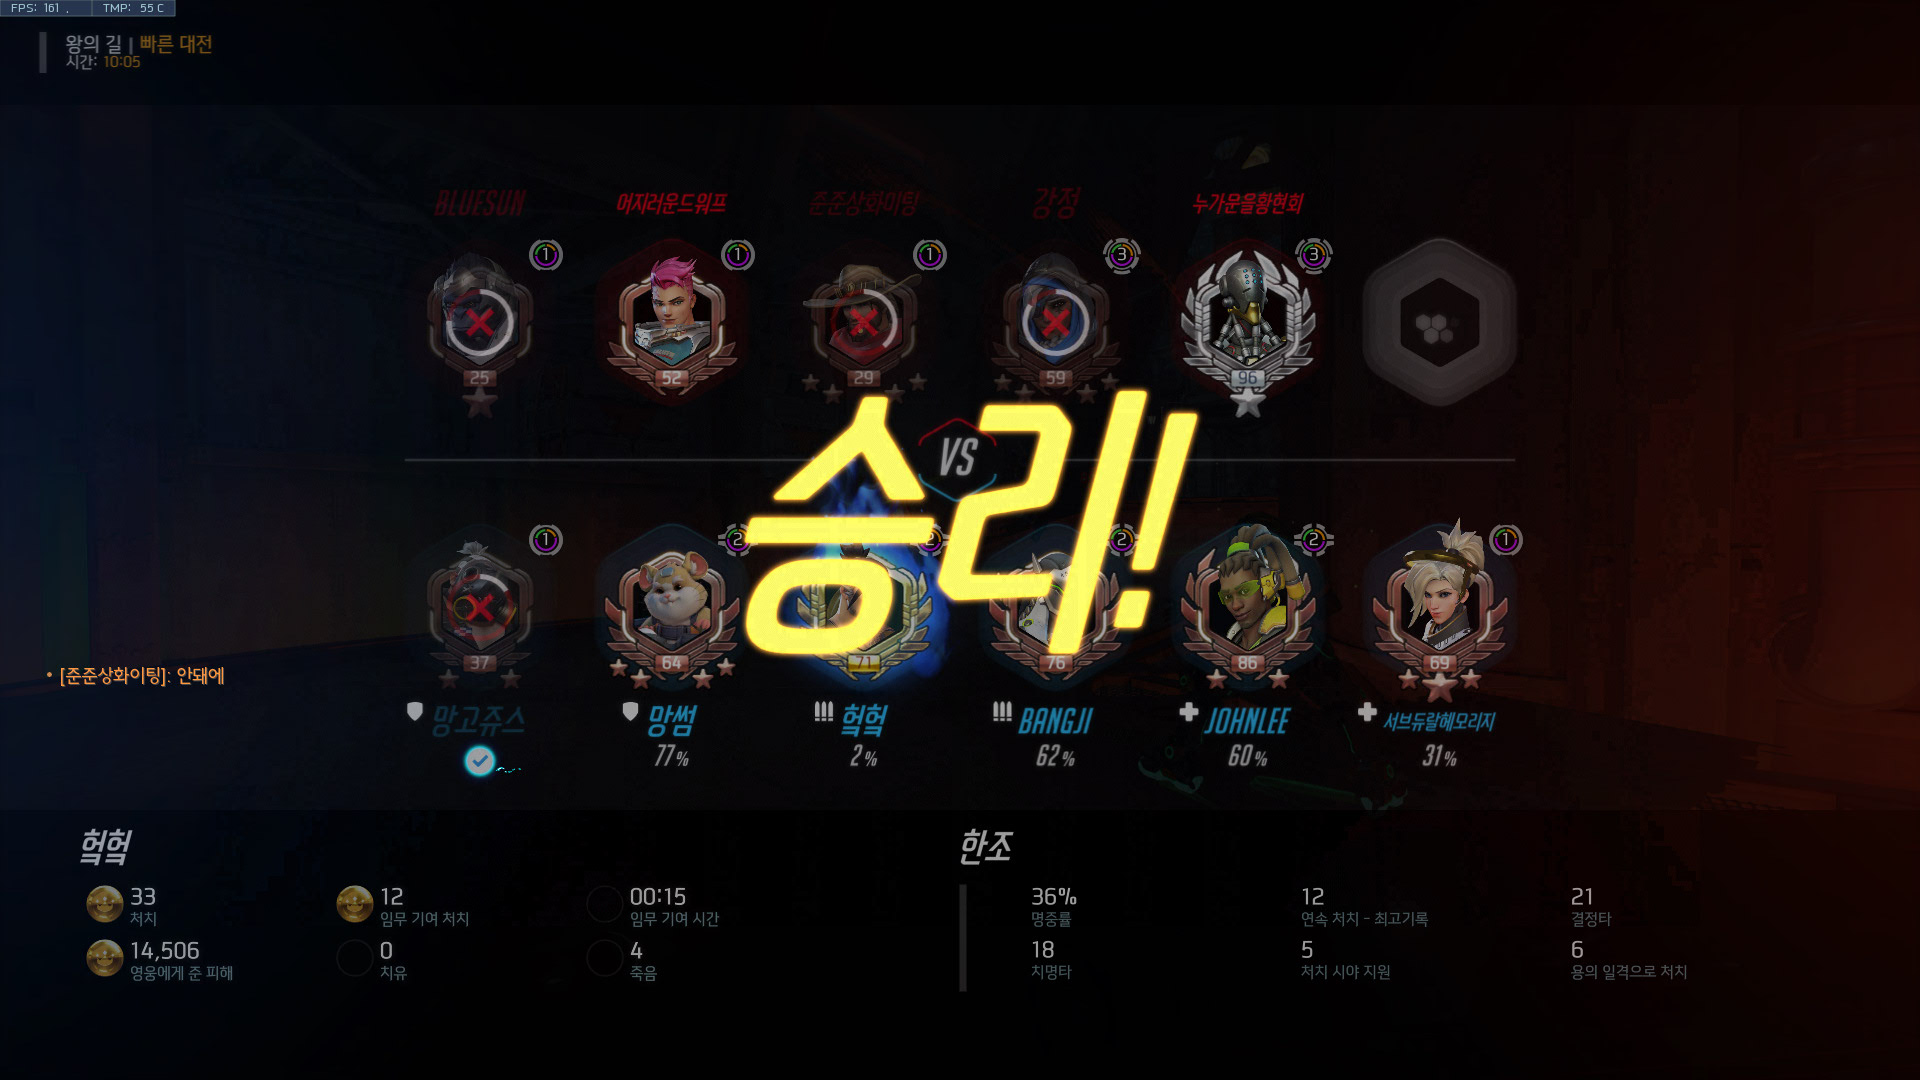 FPS: 161 . TMP: 55 C
왕의 길 | 빠른 대전
시간: 10:05
BLUESUN 어지러운드워프 준준상화이팅 강정 누가운을황현회
1 1 1 3 3
25 52 29 59 96
VS
승리!
1 2 2 2 2 1
37 64 71 76 86 69
[준준상화이팅]: 안돼에
망고쥬스 망썸 헠헠 BANGJI JOHNLEE 서브듀랄헤모리지
77% 2% 62% 60% 31%
헠헠
33 12 00:15
처치 임무 기여 처치 임무 기여 시간
14,506 0 4
영웅에게 준 피해 치유 죽음
한조
36% 12 21
명중률 연속 처치 - 최고기록 결정타
18 5 6
치명타 처치 시야 지원 용의 일격으로 처치